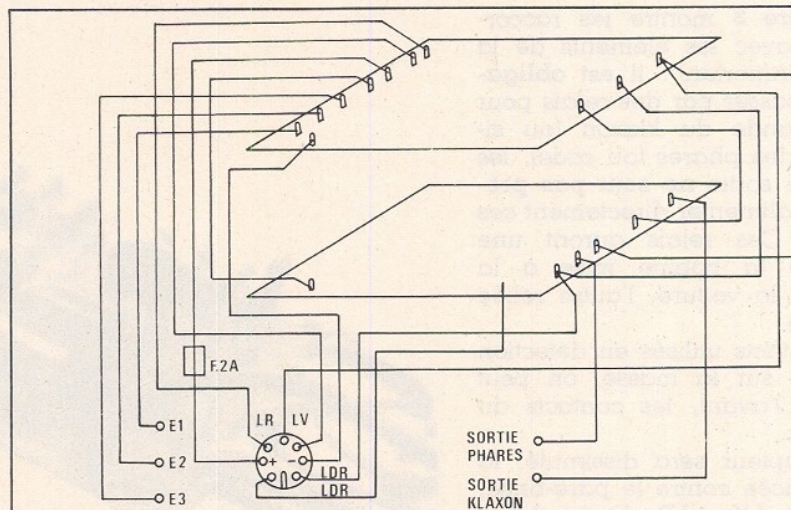 F.2A
LR
LV
E1
+
-
E2
LDR
LDR
E3
SORTIE
PHARES
SORTIE
KLAXON